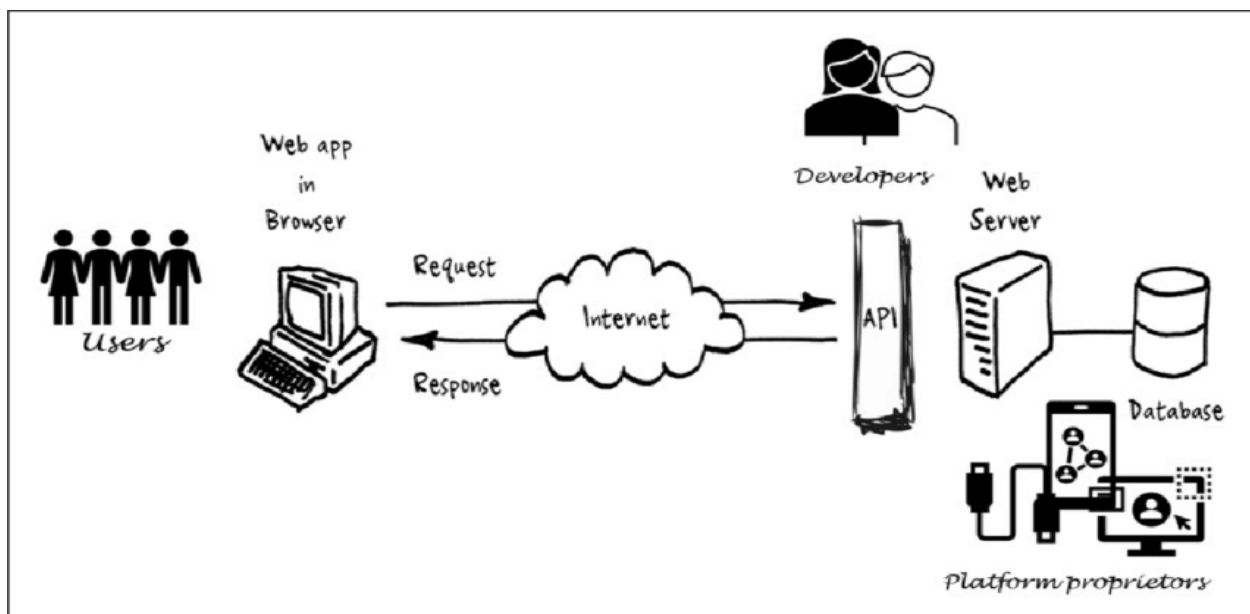 Users
Web app
in
Browser
Request
Response
Internet
Developers
API
Web
Server
Database
Platform proprietors